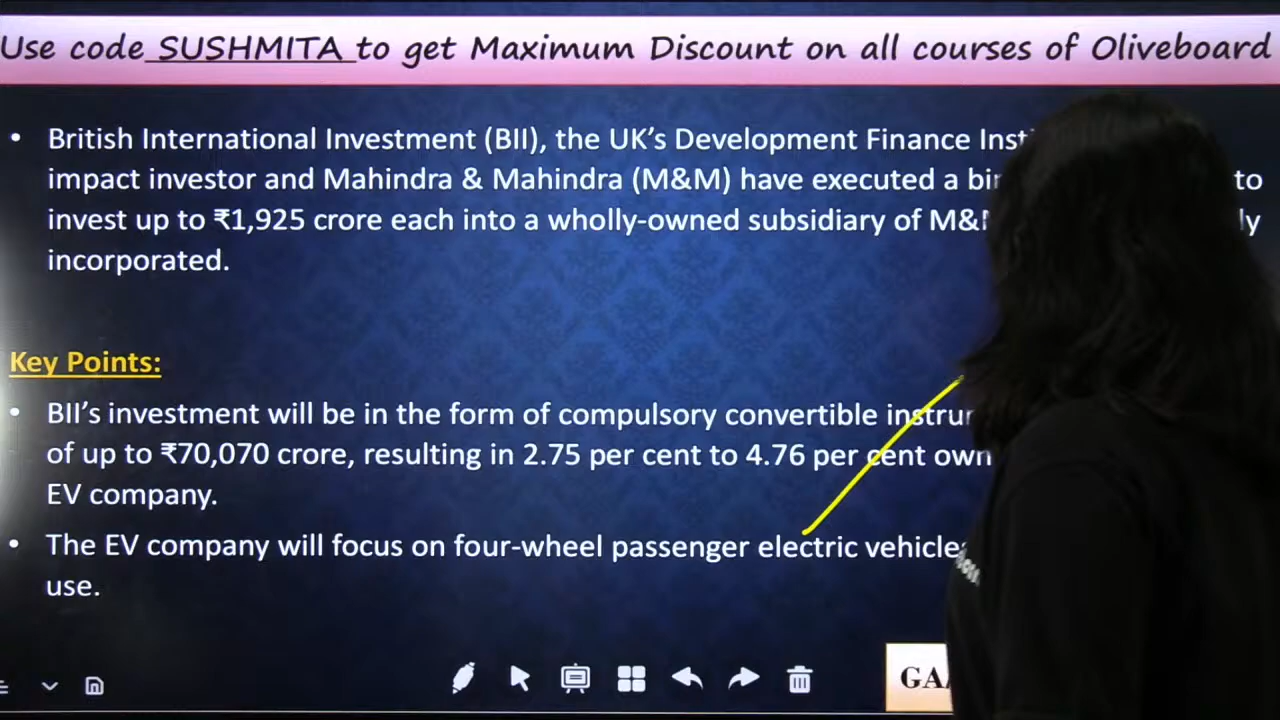 Use code SUSHMITA to get Maximum Discount on all courses of Oliveboard
• British International Investment (BII), the UK's Development Finance
impact investor and Mahindra & Mahindra (M&M) have executed a to
invest up to ₹1,925 crore each into a wholly-owned subsidiary of
incorporated.
Key Points:
• BII's investment will be in the form of compulsory convertible
of up to ₹70,070 crore, resulting in 2.75 per cent to 4.76 per cent
EV company.
• The EV company will focus on four-wheel passenger electric
use.